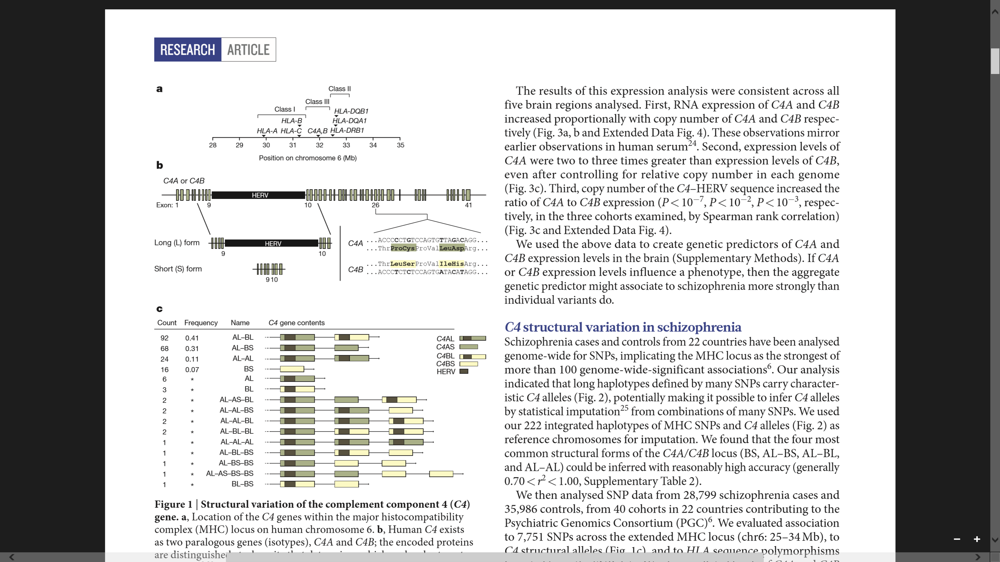 RESEARCH ARTICLE
a
Class II
Class III
Class I
HLA-DQB1
HLA-B
HLA-DQA1
HLA-A HLA-C C4A,B HLA-DRB1
28 29 30 31 32 33 34 35
Position on chromosome 6 (Mb)
b
C4A or C4B
HERV
Exon: 1 9 10 26 41
Long (L) form
HERV
9 10
Short (S) form
9 10
C4A
...ACCCCCTGTCCAGTGTTAGACAGG...
...ThrProCysProValLeuAspArg...
...ThrLeuSerProValIleHisArg...
C4B
...ACCCTCTCTCCAGTGATACATAGG...
c
Count Frequency Name C4 gene contents
92 0.41 AL–BL
68 0.31 AL–BS
24 0.11 AL–AL
16 0.07 BS
6 * AL
3 * BL
2 * AL–AS–BL
2 * AL–AL–BS
2 * AL–AL–BL
2 * AL–BL–BL
1 * AL–AL–AL
1 * AL–BL–BS
1 * AL–BS–BS
1 * AL–AS–BS–BS
1 * BL–BS
C4AL
C4AS
C4BL
C4BS
HERV
Figure 1 | Structural variation of the complement component 4 (C4)
gene. a, Location of the C4 genes within the major histocompatibility
complex (MHC) locus on human chromosome 6. b, Human C4 exists
as two paralogous genes (isotypes), C4A and C4B; the encoded proteins
are distinguished
The results of this expression analysis were consistent across all
five brain regions analysed. First, RNA expression of C4A and C4B
increased proportionally with copy number of C4A and C4B respec-
tively (Fig. 3a, b and Extended Data Fig. 4). These observations mirror
earlier observations in human serum24. Second, expression levels of
C4A were two to three times greater than expression levels of C4B,
even after controlling for relative copy number in each genome
(Fig. 3c). Third, copy number of the C4–HERV sequence increased the
ratio of C4A to C4B expression (P < 10−7, P < 10−2, P < 10−3, respec-
tively, in the three cohorts examined, by Spearman rank correlation)
(Fig. 3c and Extended Data Fig. 4).
We used the above data to create genetic predictors of C4A and
C4B expression levels in the brain (Supplementary Methods). If C4A
or C4B expression levels influence a phenotype, then the aggregate
genetic predictor might associate to schizophrenia more strongly than
individual variants do.
C4 structural variation in schizophrenia
Schizophrenia cases and controls from 22 countries have been analysed
genome-wide for SNPs, implicating the MHC locus as the strongest of
more than 100 genome-wide-significant associations6. Our analysis
indicated that long haplotypes defined by many SNPs carry character-
istic C4 alleles (Fig. 2), potentially making it possible to infer C4 alleles
by statistical imputation25 from combinations of many SNPs. We used
our 222 integrated haplotypes of MHC SNPs and C4 alleles (Fig. 2) as
reference chromosomes for imputation. We found that the four most
common structural forms of the C4A/C4B locus (BS, AL–BS, AL–BL,
and AL–AL) could be inferred with reasonably high accuracy (generally
0.70 < r2 < 1.00, Supplementary Table 2).
We then analysed SNP data from 28,799 schizophrenia cases and
35,986 controls, from 40 cohorts in 22 countries contributing to the
Psychiatric Genomics Consortium (PGC)6. We evaluated association
to 7,751 SNPs across the extended MHC locus (chr6: 25–34 Mb), to
C4 structural alleles (Fig. 1c), and to HLA sequence polymorphisms